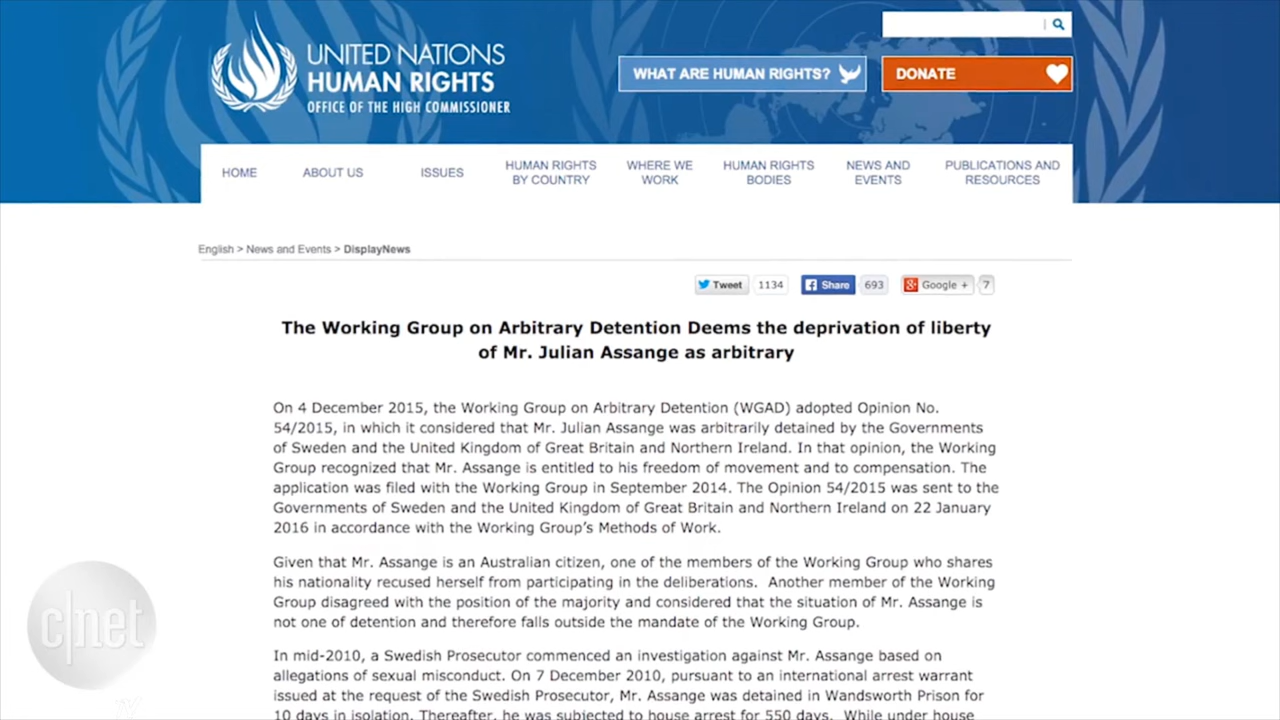 UNITED NATIONS
HUMAN RIGHTS
OFFICE OF THE HIGH COMMISSIONER
WHAT ARE HUMAN RIGHTS?
DONATE
HOME
ABOUT US
ISSUES
HUMAN RIGHTS
BY COUNTRY
WHERE WE
WORK
HUMAN RIGHTS
BODIES
NEWS AND
EVENTS
PUBLICATIONS AND
RESOURCES
English > News and Events > DisplayNews
Tweet 1134 Share 693 Google + 7
The Working Group on Arbitrary Detention Deems the deprivation of liberty
of Mr. Julian Assange as arbitrary
On 4 December 2015, the Working Group on Arbitrary Detention (WGAD) adopted Opinion No.
54/2015, in which it considered that Mr. Julian Assange was arbitrarily detained by the Governments
of Sweden and the United Kingdom of Great Britain and Northern Ireland. In that opinion, the Working
Group recognized that Mr. Assange is entitled to his freedom of movement and to compensation. The
application was filed with the Working Group in September 2014. The Opinion 54/2015 was sent to the
Governments of Sweden and the United Kingdom of Great Britain and Northern Ireland on 22 January
2016 in accordance with the Working Group's Methods of Work.
Given that Mr. Assange is an Australian citizen, one of the members of the Working Group who shares
his nationality recused herself from participating in the deliberations. Another member of the Working
Group disagreed with the position of the majority and considered that the situation of Mr. Assange is
not one of detention and therefore falls outside the mandate of the Working Group.
In mid-2010, a Swedish Prosecutor commenced an investigation against Mr. Assange based on
allegations of sexual misconduct. On 7 December 2010, pursuant to an international arrest warrant
issued at the request of the Swedish Prosecutor, Mr. Assange was detained in Wandsworth Prison for
10 days in isolation. Thereafter, he was subjected to house arrest for 550 days. While under house
c|net